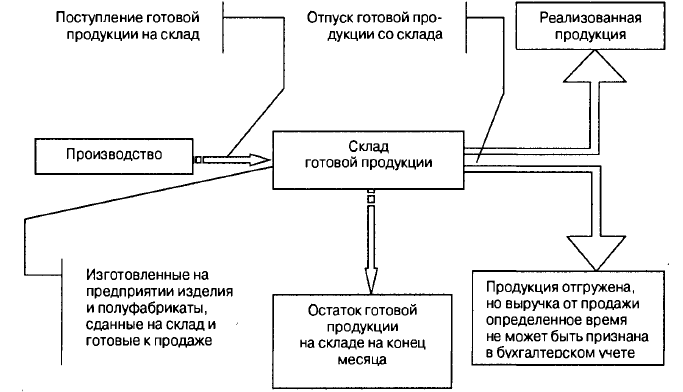 Поступление готовой
продукции на склад
Отпуск готовой про-
дукции со склада
Реализованная
продукция
Производство
Склад
готовой продукции
Изготовленные на
предприятии изделия
и полуфабрикаты,
сданные на склад и
готовые к продаже
Остаток готовой
продукции
на складе на конец
месяца
Продукция отгружена,
но выручка от продажи
определенное время
не может быть признана
в бухгалтерском учете